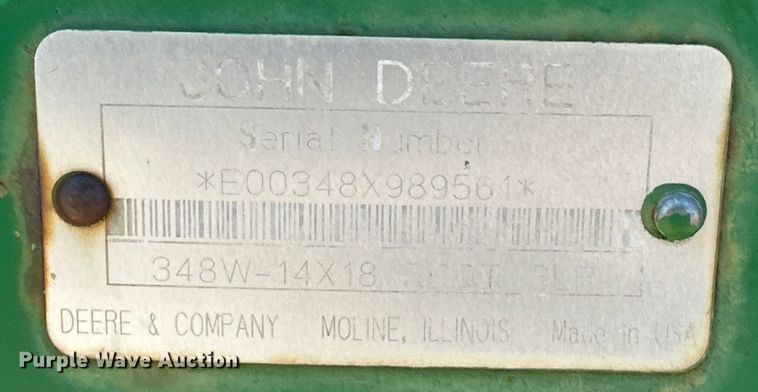 JOHN DEERE
Serial Number
*E00348X989561*
348W-14X18
DEERE & COMPANY MOLINE, ILLINOIS Made in USA
Purple Wave Auction